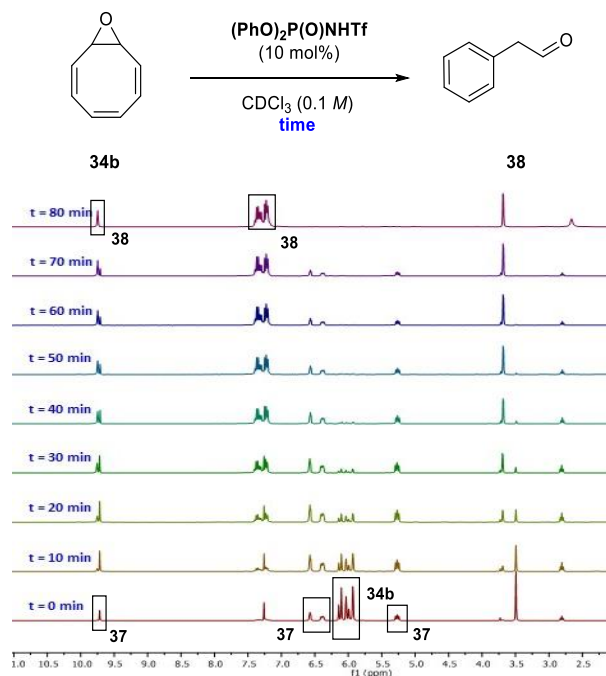 O
(PhO)₂P(O)NHTf
(10 mol%)
CDCl₃ (0.1 M)
time
O
34b
38
t = 80 min
38
38
t = 70 min
t = 60 min
t = 50 min
t = 40 min
t = 30 min
t = 20 min
t = 10 min
34b
t = 0 min
37
37
37
1.0 10.0 9.5 9.0 8.5 8.0 7.5 7.0 6.5 6.0 5.5 5.0 4.5 4.0 3.5 3.0 2.5
f1 (ppm)